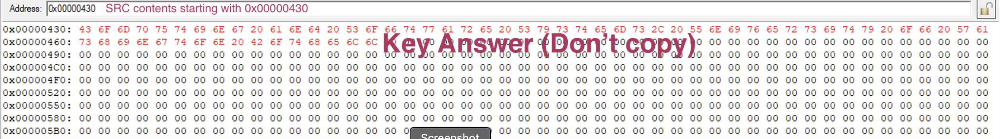 Address: 0x00000430 SRC contents starting with 0x00000430
0x00000430: 43 6F 6D 70 75 74 69 6E 67 20 61 6E 64 20 53 6F 66 74 77 61 72 65 20 53 79 73 74 65 6D 73 2C 20 55 6E 69 76 65 72 73 69 74 79 20 6F 66 20 57 61
0x00000460: 73 68 69 6E 67 74 6F 6E 20 42 6F 74 68 65 6C 6C 00 00 00 00 00 00 00 00 00 00 00 00 00 00 00 00 00 00 00 00 00 00 00 00 00 00 00 00 00 00 00
Key Answer (Don't copy)
0x00000490: 00 00 00 00 00 00 00 00 00 00 00 00 00 00 00 00 00 00 00 00 00 00 00 00 00 00 00 00 00 00 00 00 00 00 00 00 00 00 00 00 00 00 00 00 00 00 00 00
0x000004C0: 00 00 00 00 00 00 00 00 00 00 00 00 00 00 00 00 00 00 00 00 00 00 00 00 00 00 00 00 00 00 00 00 00 00 00 00 00 00 00 00 00 00 00 00 00 00 00 00
0x000004F0: 00 00 00 00 00 00 00 00 00 00 00 00 00 00 00 00 00 00 00 00 00 00 00 00 00 00 00 00 00 00 00 00 00 00 00 00 00 00 00 00 00 00 00 00 00 00 00 00
0x00000520: 00 00 00 00 00 00 00 00 00 00 00 00 00 00 00 00 00 00 00 00 00 00 00 00 00 00 00 00 00 00 00 00 00 00 00 00 00 00 00 00 00 00 00 00 00 00 00 00
0x00000550: 00 00 00 00 00 00 00 00 00 00 00 00 00 00 00 00 00 00 00 00 00 00 00 00 00 00 00 00 00 00 00 00 00 00 00 00 00 00 00 00 00 00 00 00 00 00 00 00
0x00000580: 00 00 00 00 00 00 00 00 00 00 00 00 00 00 00 00 00 00 00 00 00 00 00 00 00 00 00 00 00 00 00 00 00 00 00 00 00 00 00 00 00 00 00 00 00 00 00 00
0x000005B0: 00 00 00 00 00 00 00 00 00 00 00 00 00 00 00 00 00 00 00 00 00 00 00 00 00 00 00 00 00 00 00 00 00 00 00 00 00 00 00 00 00 00 00
Screenshot